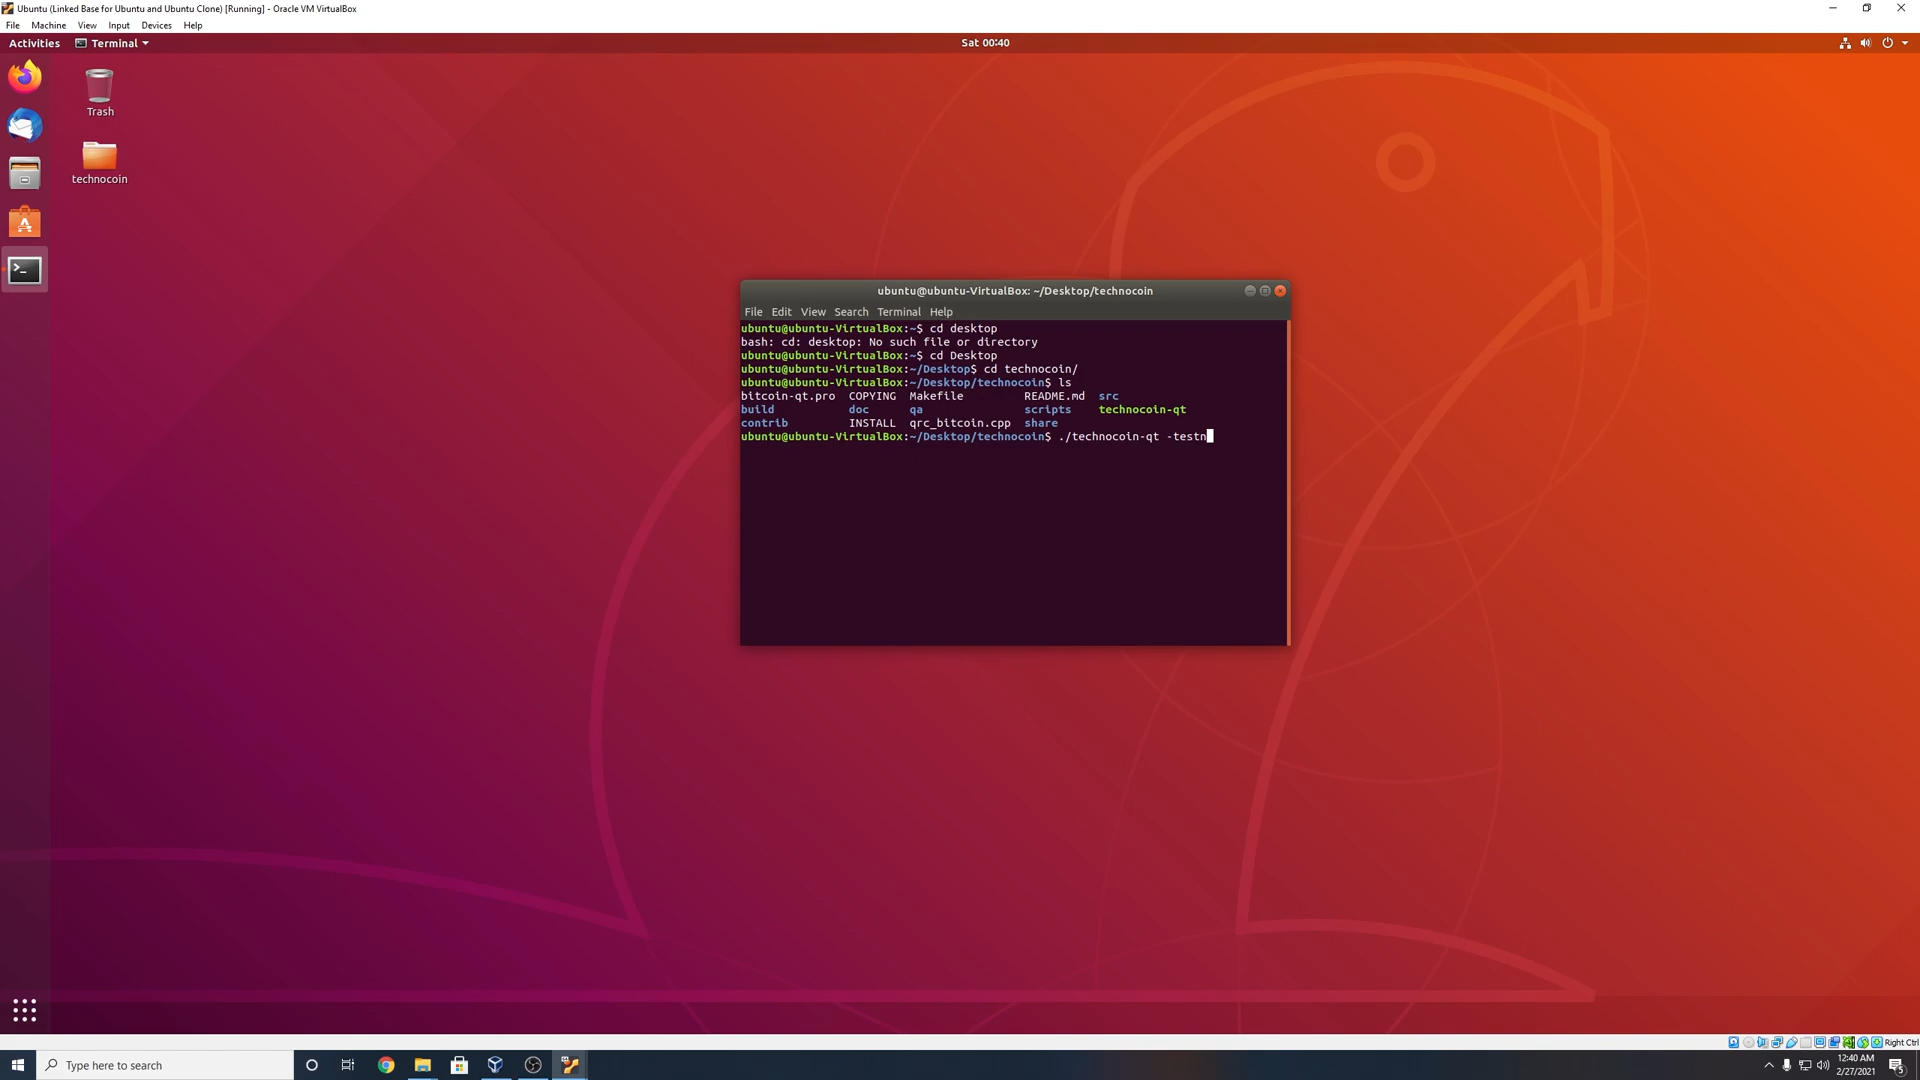 Ubuntu (Linked Base for Ubuntu and Ubuntu Clone) [Running] - Oracle VM VirtualBox
File Machine View Input Devices Help
Activities Terminal Sat 00:40
Trash
technocoin
ubuntu@ubuntu-VirtualBox: ~/Desktop/technocoin
File Edit View Search Terminal Help
ubuntu@ubuntu-VirtualBox:~$ cd desktop
bash: cd: desktop: No such file or directory
ubuntu@ubuntu-VirtualBox:~$ cd Desktop
ubuntu@ubuntu-VirtualBox:~/Desktop$ cd technocoin/
ubuntu@ubuntu-VirtualBox:~/Desktop/technocoin$ ls
bitcoin-qt.pro COPYING Makefile README.md src
build doc qa scripts technocoin-qt
contrib INSTALL qrc_bitcoin.cpp share
ubuntu@ubuntu-VirtualBox:~/Desktop/technocoin$ ./technocoin-qt -testn
Right Ctrl
Type here to search
12:40 AM
2/27/2021
5